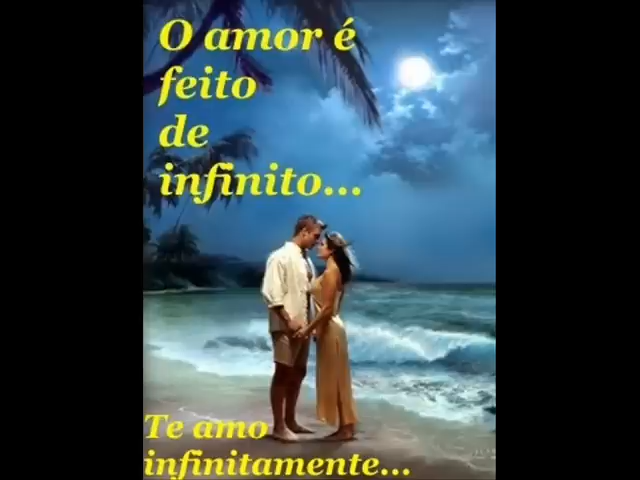 O amor é
feito
de
infinito...
Te amo
infinitamente...